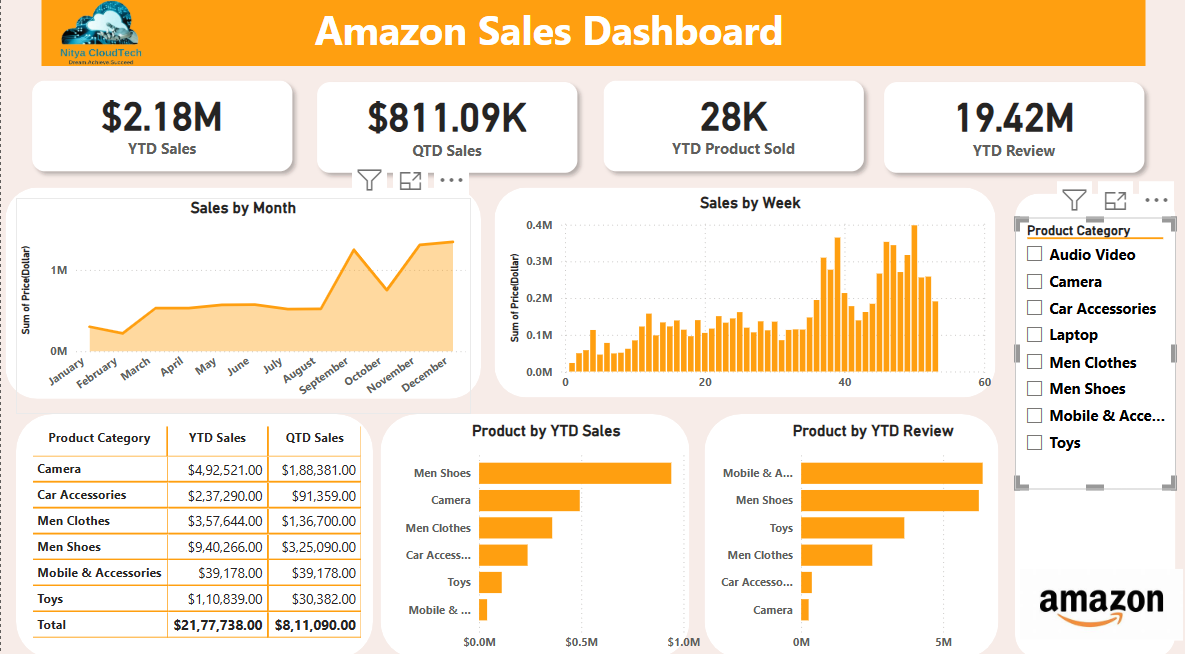 Amazon Sales Dashboard
Nitya CloudTech
Dream Achieve Succeed
$2.18M
YTD Sales
$811.09K
QTD Sales
28K
YTD Product Sold
19.42M
YTD Review
Sales by Month
Sum of Price(Dollar)
1M
0M
January
February
March
April
May
June
July
August
September
October
November
December
Sales by Week
Sum of Price(Dollar)
0.4M
0.3M
0.2M
0.1M
0.0M
0 20 40 60
Product Category
Audio Video
Camera
Car Accessories
Laptop
Men Clothes
Men Shoes
Mobile & Acce...
Toys
Product Category YTD Sales QTD Sales
Camera $4,92,521.00 $1,88,381.00
Car Accessories $2,37,290.00 $91,359.00
Men Clothes $3,57,644.00 $1,36,700.00
Men Shoes $9,40,266.00 $3,25,090.00
Mobile & Accessories $39,178.00 $39,178.00
Toys $1,10,839.00 $30,382.00
Total $21,77,738.00 $8,11,090.00
Product by YTD Sales
Men Shoes
Camera
Men Clothes
Car Access...
Toys
Mobile & ...
$0.0M $0.5M $1.0M
Product by YTD Review
Mobile & A...
Men Shoes
Toys
Men Clothes
Car Accesso...
Camera
0M 5M
amazon